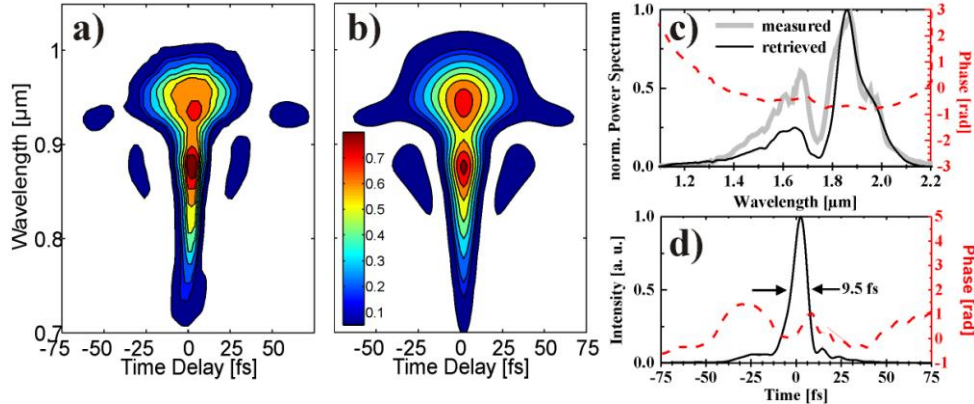 a)
1
0.9
0.8
0.7
Wavelength [µm]
-75 -50 -25 0 25 50 75
Time Delay [fs]
b)
0.7
0.6
0.5
0.4
0.3
0.2
0.1
-50 -25 0 25 50 75
Time Delay [fs]
c)
measured
retrieved
1.0
0.5
0.0
norm. Power Spectrum
3
2
1
0
-1
-2
-3
Phase [rad]
1.2 1.4 1.6 1.8 2.0 2.2
Wavelength [µm]
d)
9.5 fs
1.0
0.5
0.0
Intensity [a. u.]
5
4
3
2
1
0
-1
Phase [rad]
-75 -50 -25 0 25 50 75
Time [fs]